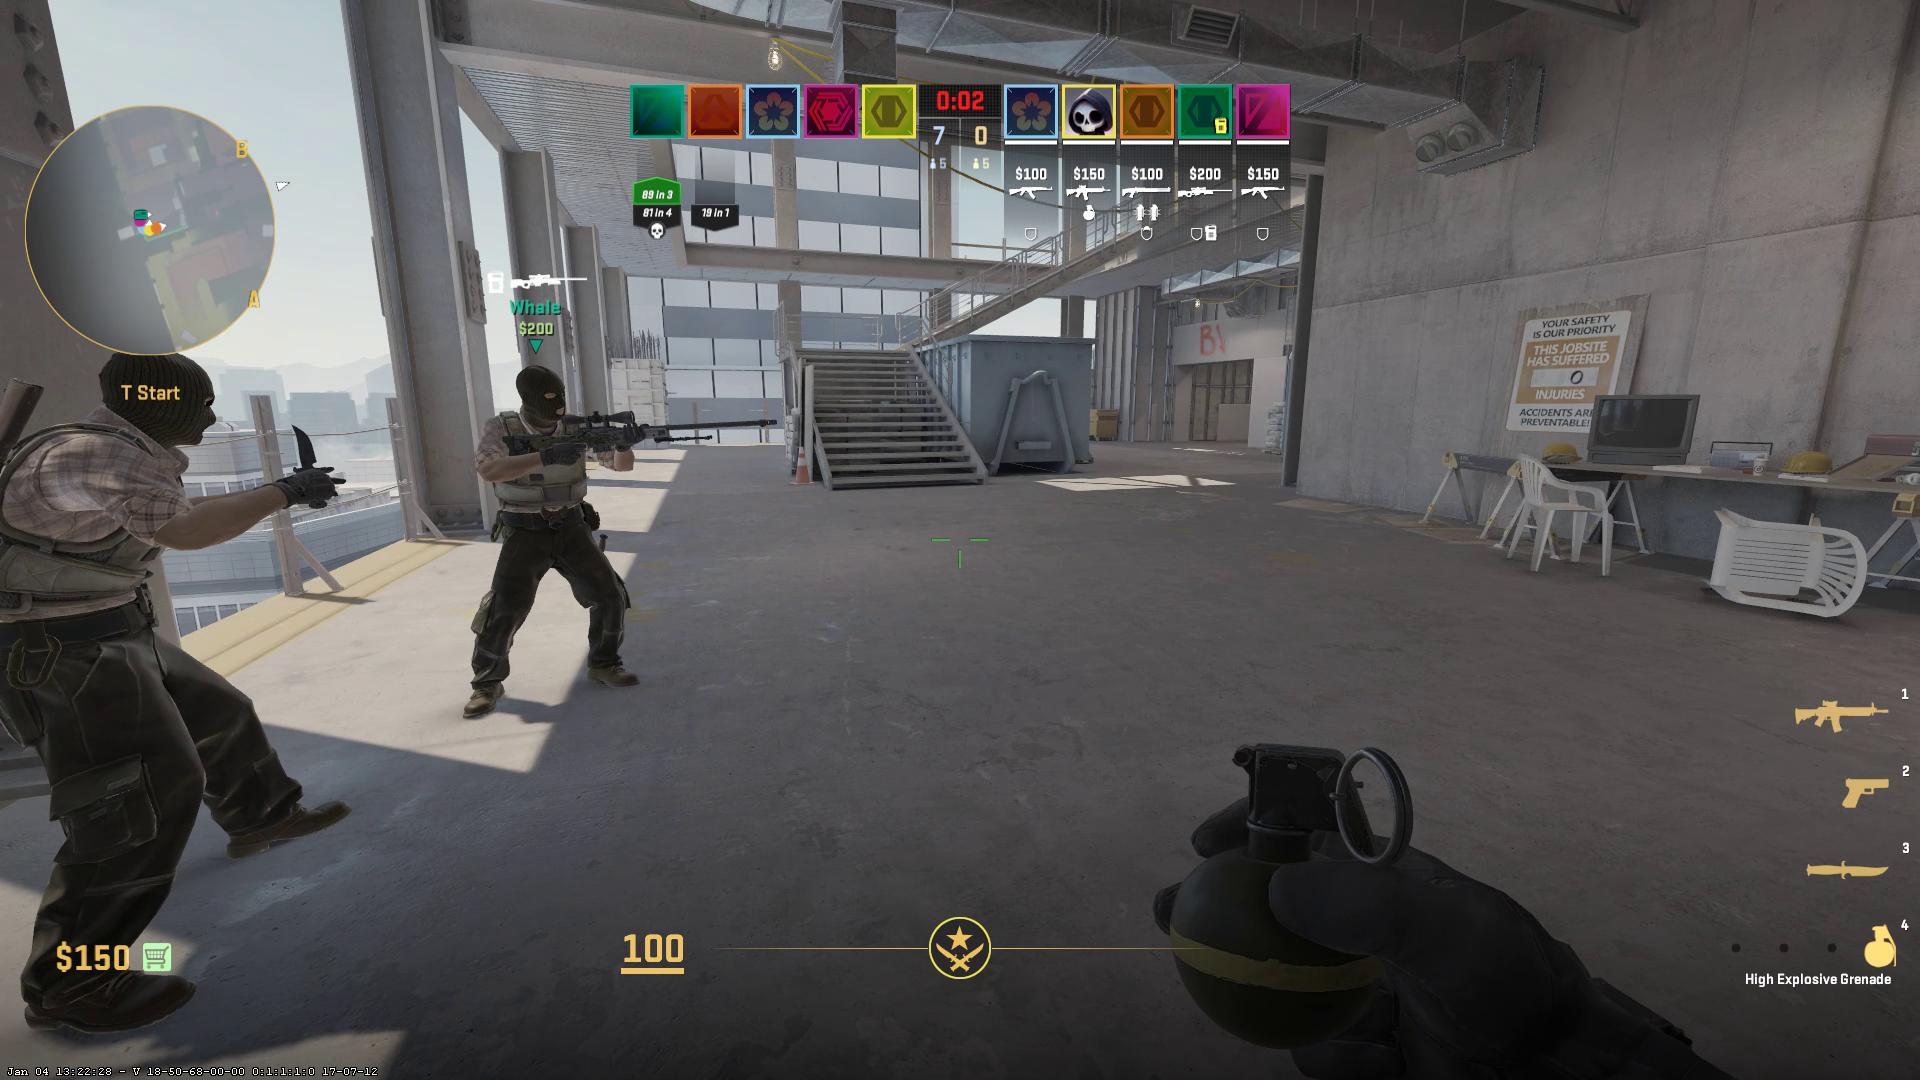 0:02
7 0
5 5
89 in 3
81 in 4
19 in 1
$100 $150 $100 $200 $150
B
A
T Start
Whale
$200
B
YOUR SAFETY
IS OUR PRIORITY
THIS JOBSITE
HAS SUFFERED
0
INJURIES
ACCIDENTS ARE
PREVENTABLE!
1
2
3
4
High Explosive Grenade
$150
100
Jan 04 13:22:28 - V 18-50-68-00-00 0:1:1:1:0 17-07-12